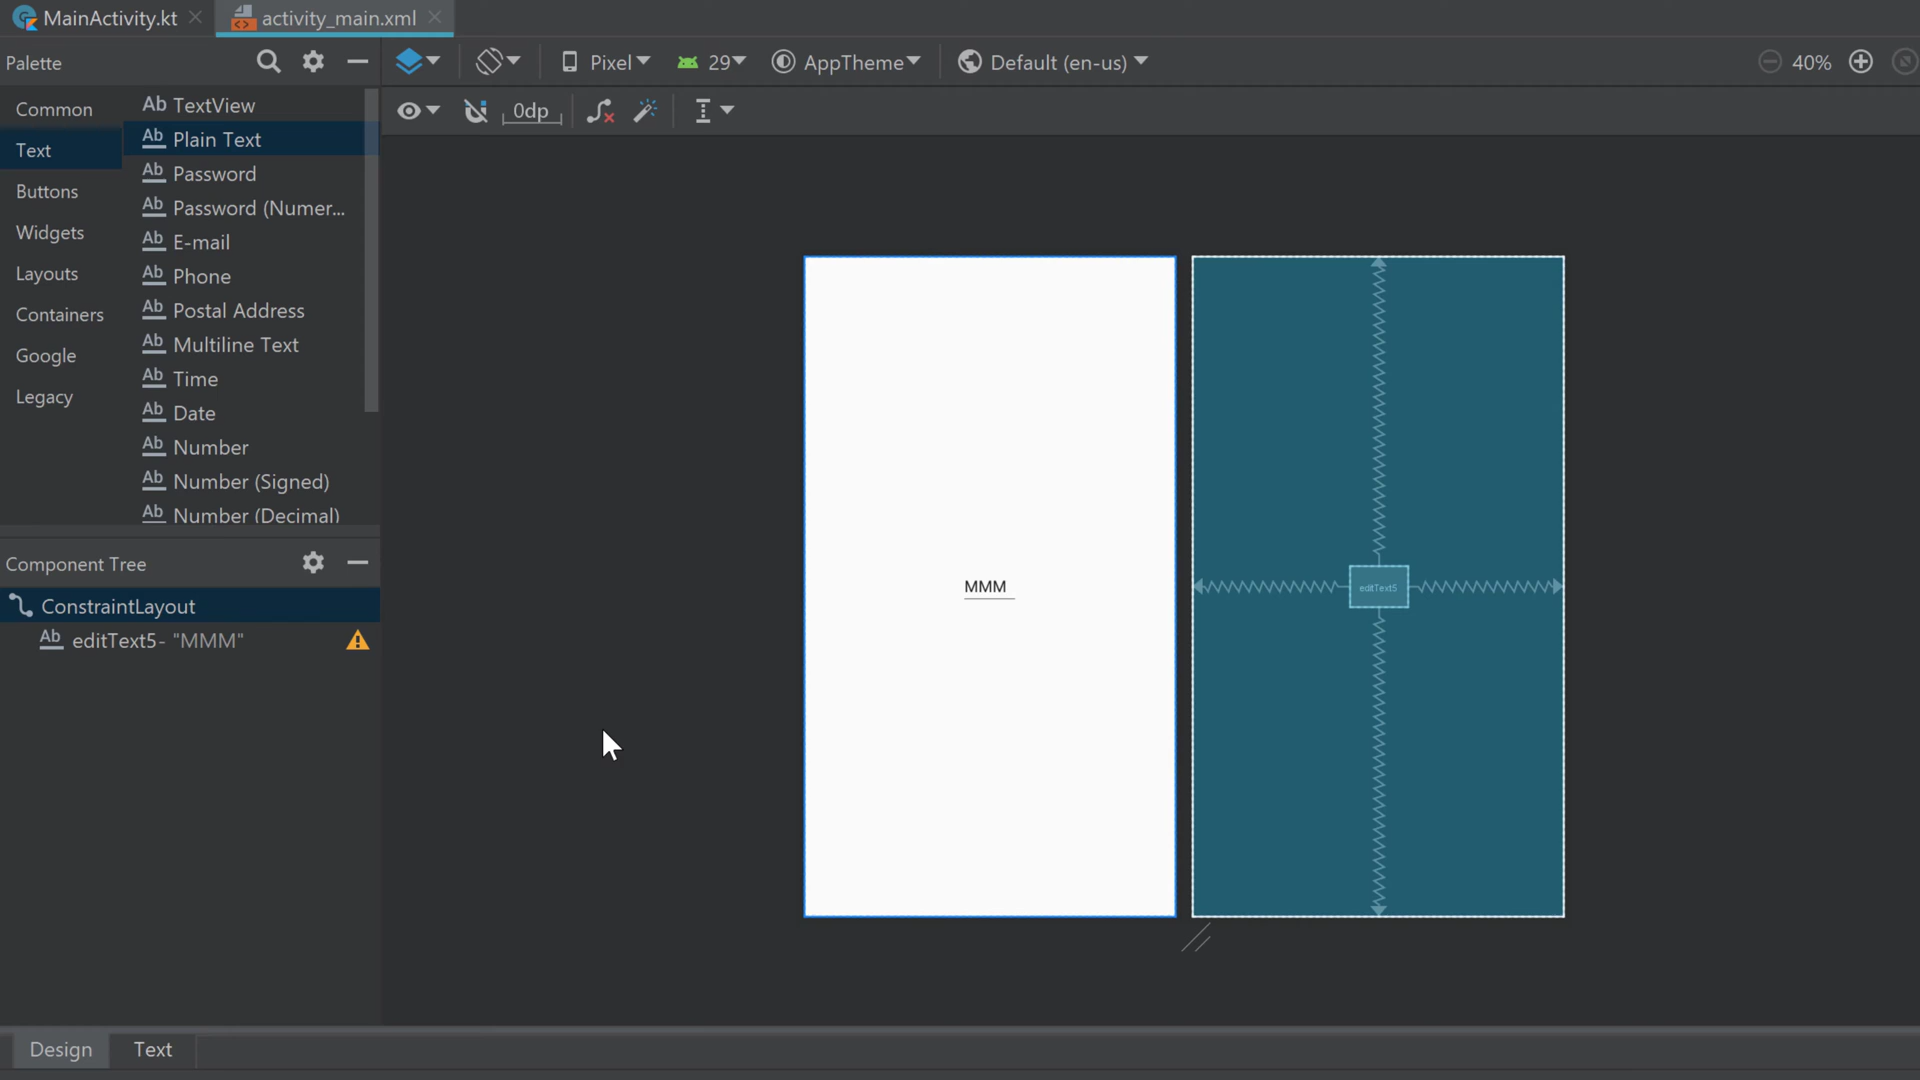 MainActivity.kt
activity_main.xml
Palette
Pixel
29
AppTheme
Default (en-us)
40%
0dp
Common
Text
Buttons
Widgets
Layouts
Containers
Google
Legacy
Ab TextView
Ab Plain Text
Ab Password
Ab Password (Numer...
Ab E-mail
Ab Phone
Ab Postal Address
Ab Multiline Text
Ab Time
Ab Date
Ab Number
Ab Number (Signed)
Ab Number (Decimal)
Component Tree
ConstraintLayout
Ab editText5- "MMM"
MMM
editText5
Design
Text